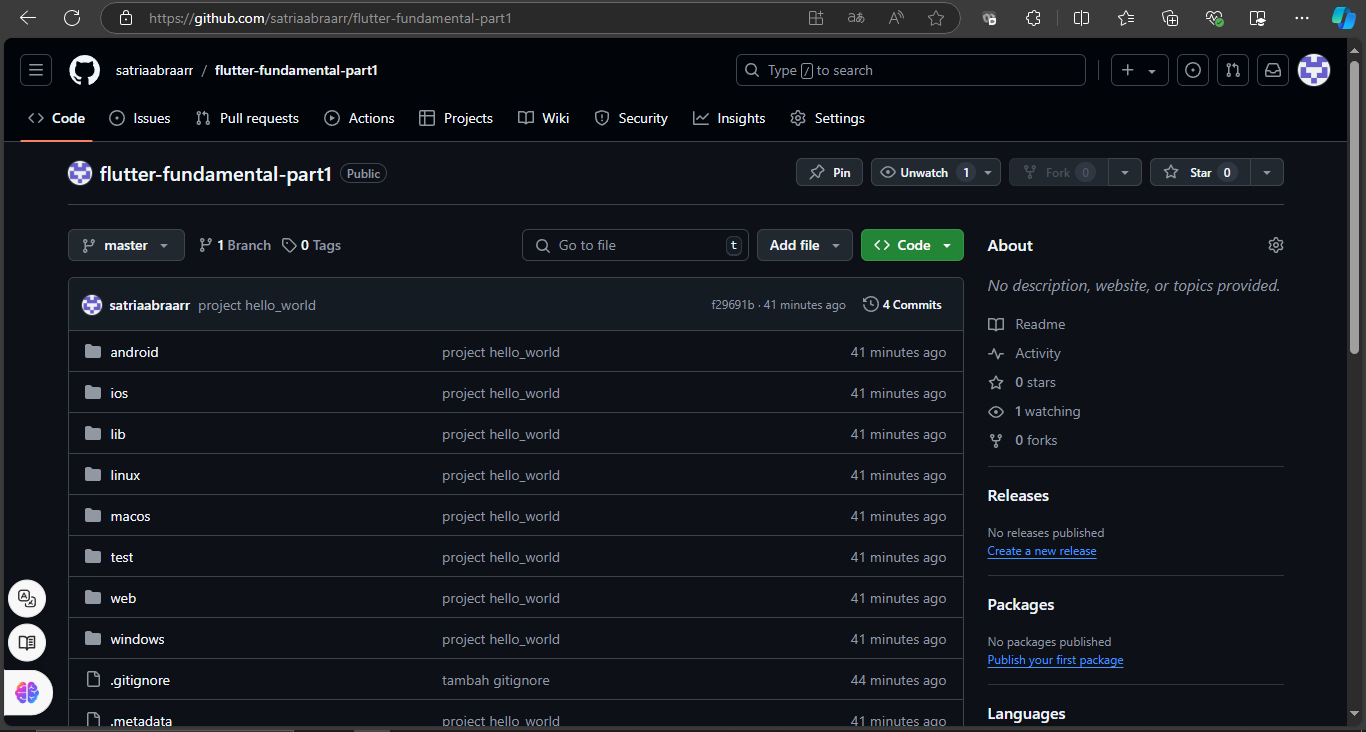 https://github.com/satriaabraarr/flutter-fundamental-part1
satriaabraarr / flutter-fundamental-part1
Type / to search
Code Issues Pull requests Actions Projects Wiki Security Insights Settings
flutter-fundamental-part1 Public
Pin Unwatch 1 Fork 0 Star 0
master 1 Branch 0 Tags Go to file t Add file Code
satriaabraarr project hello_world f29691b · 41 minutes ago 4 Commits
android project hello_world 41 minutes ago
ios project hello_world 41 minutes ago
lib project hello_world 41 minutes ago
linux project hello_world 41 minutes ago
macos project hello_world 41 minutes ago
test project hello_world 41 minutes ago
web project hello_world 41 minutes ago
windows project hello_world 41 minutes ago
.gitignore tambah gitignore 44 minutes ago
.metadata project hello_world 41 minutes ago
About
No description, website, or topics provided.
Readme
Activity
0 stars
1 watching
0 forks
Releases
No releases published
Create a new release
Packages
No packages published
Publish your first package
Languages